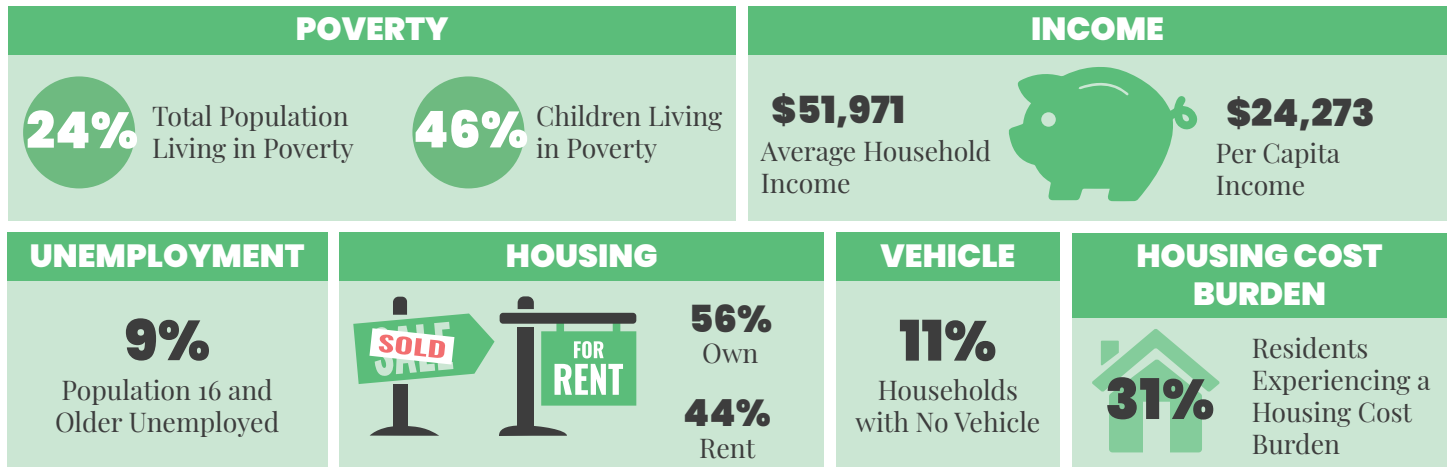 POVERTY
24%
Total Population
Living in Poverty
46%
Children Living
in Poverty
INCOME
$51,971
Average Household
Income
$24,273
Per Capita
Income
UNEMPLOYMENT
9%
Population 16 and
Older Unemployed
HOUSING
SALE
SOLD
FOR
RENT
56%
Own
44%
Rent
VEHICLE
11%
Households
with No Vehicle
HOUSING COST
BURDEN
31%
Residents
Experiencing a
Housing Cost
Burden